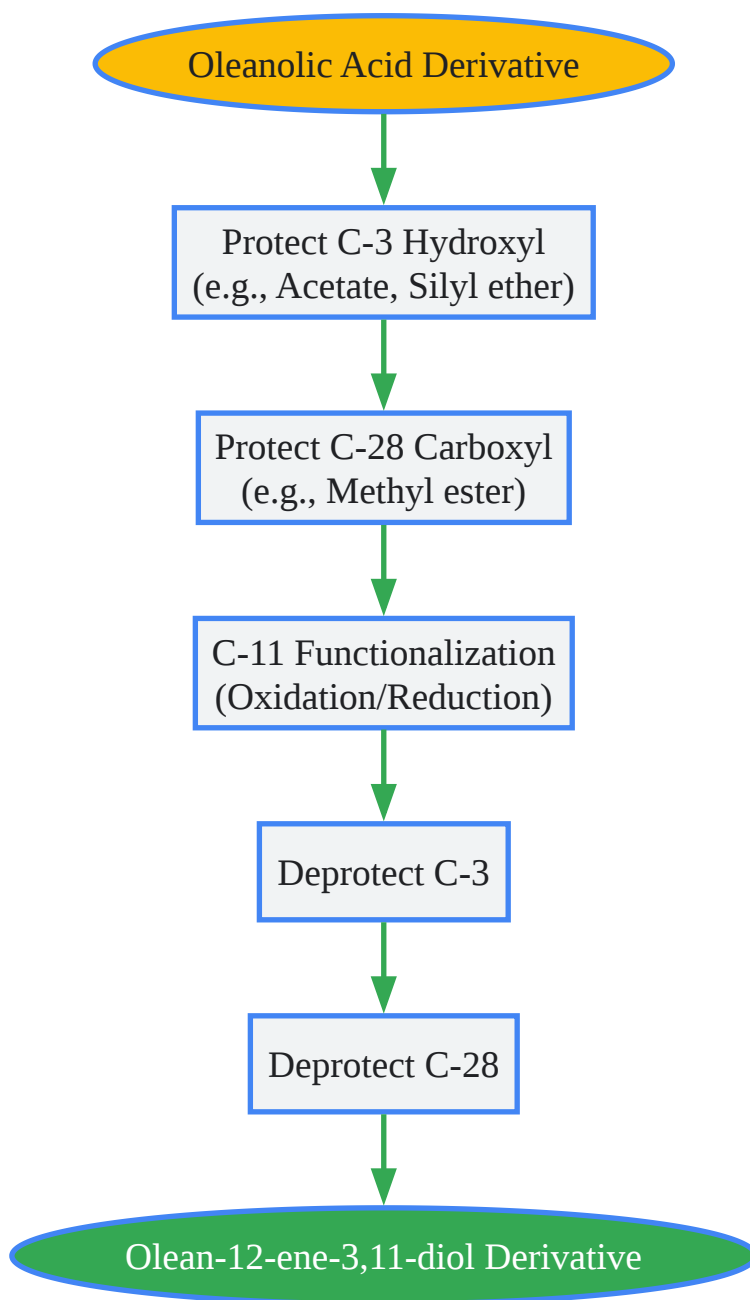 Oleanolic Acid Derivative
Protect C-3 Hydroxyl
(e.g., Acetate, Silyl ether)
Protect C-28 Carboxyl
(e.g., Methyl ester)
C-11 Functionalization
(Oxidation/Reduction)
Deprotect C-3
Deprotect C-28
Olean-12-ene-3,11-diol Derivative